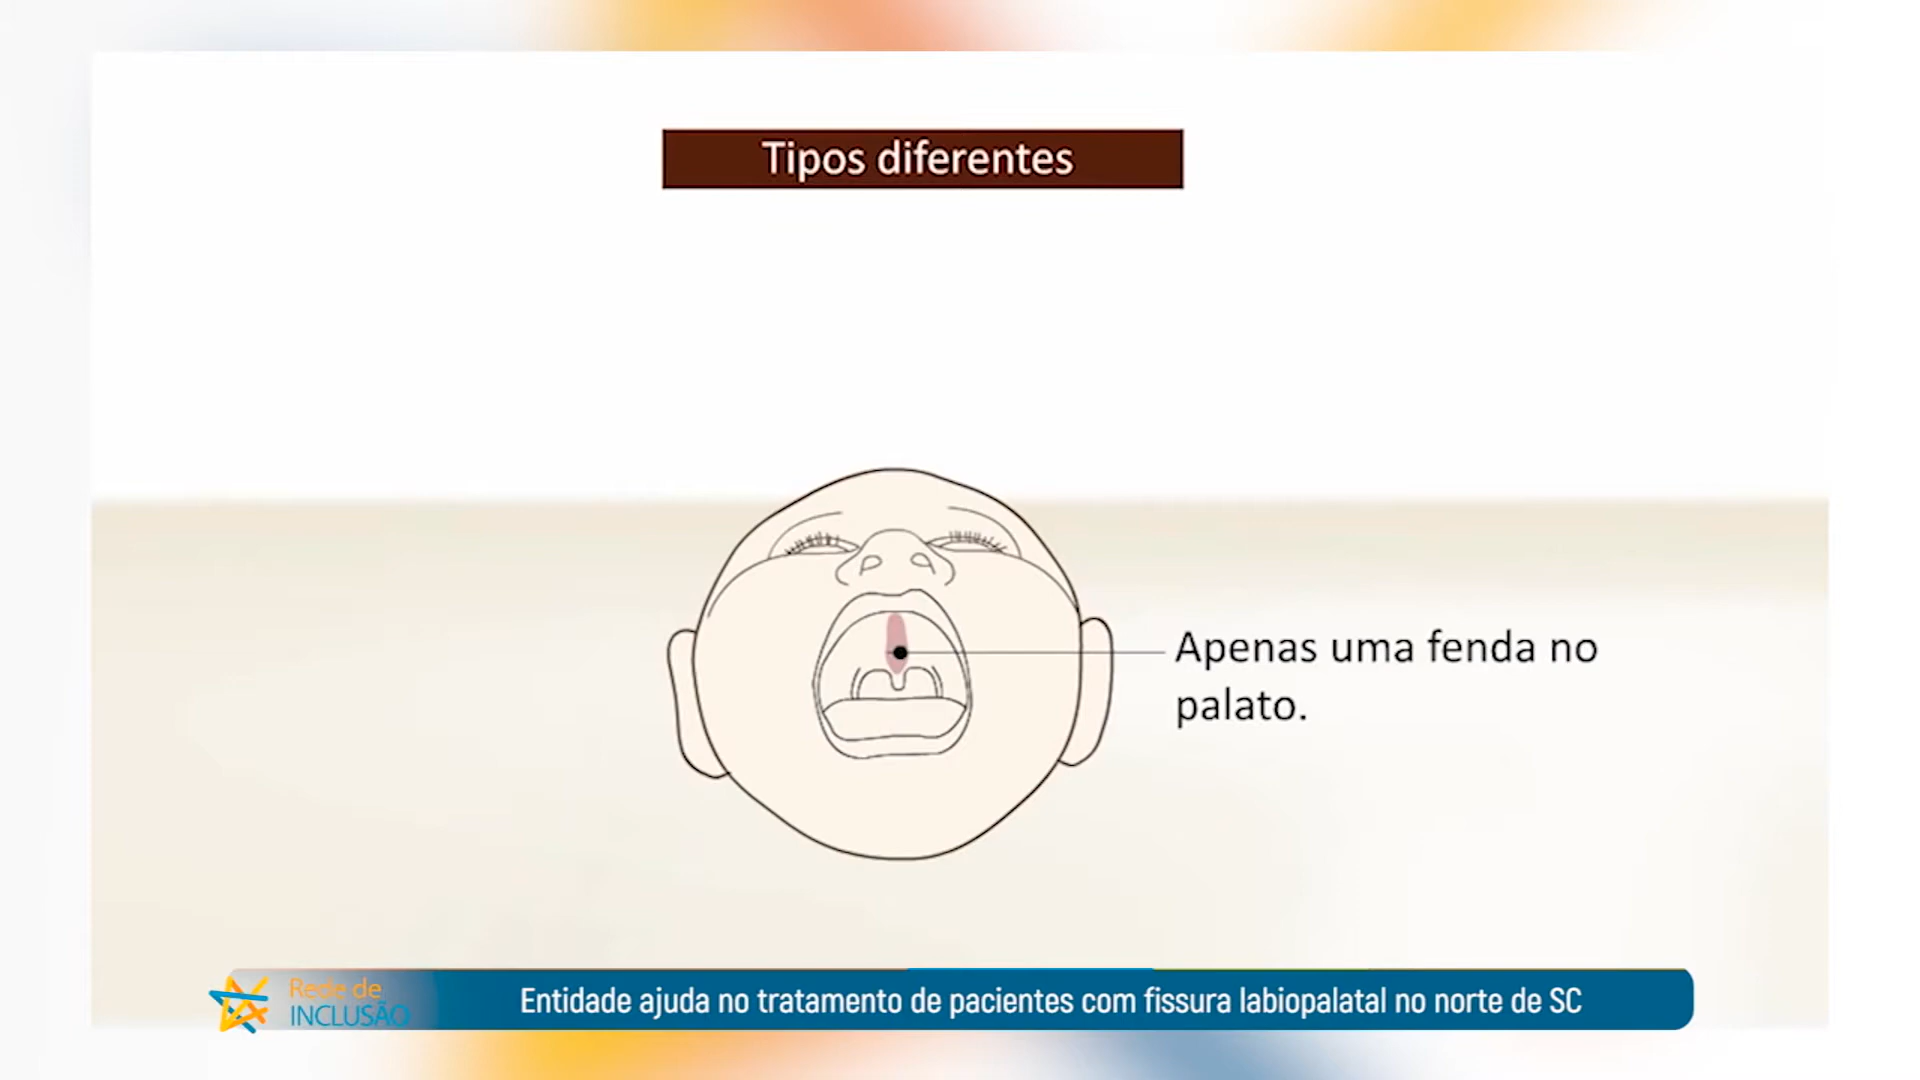 Tipos diferentes
Apenas uma fenda no
palato.
Rede de
INCLUSÃO
Entidade ajuda no tratamento de pacientes com fissura labiopalatal no norte de SC